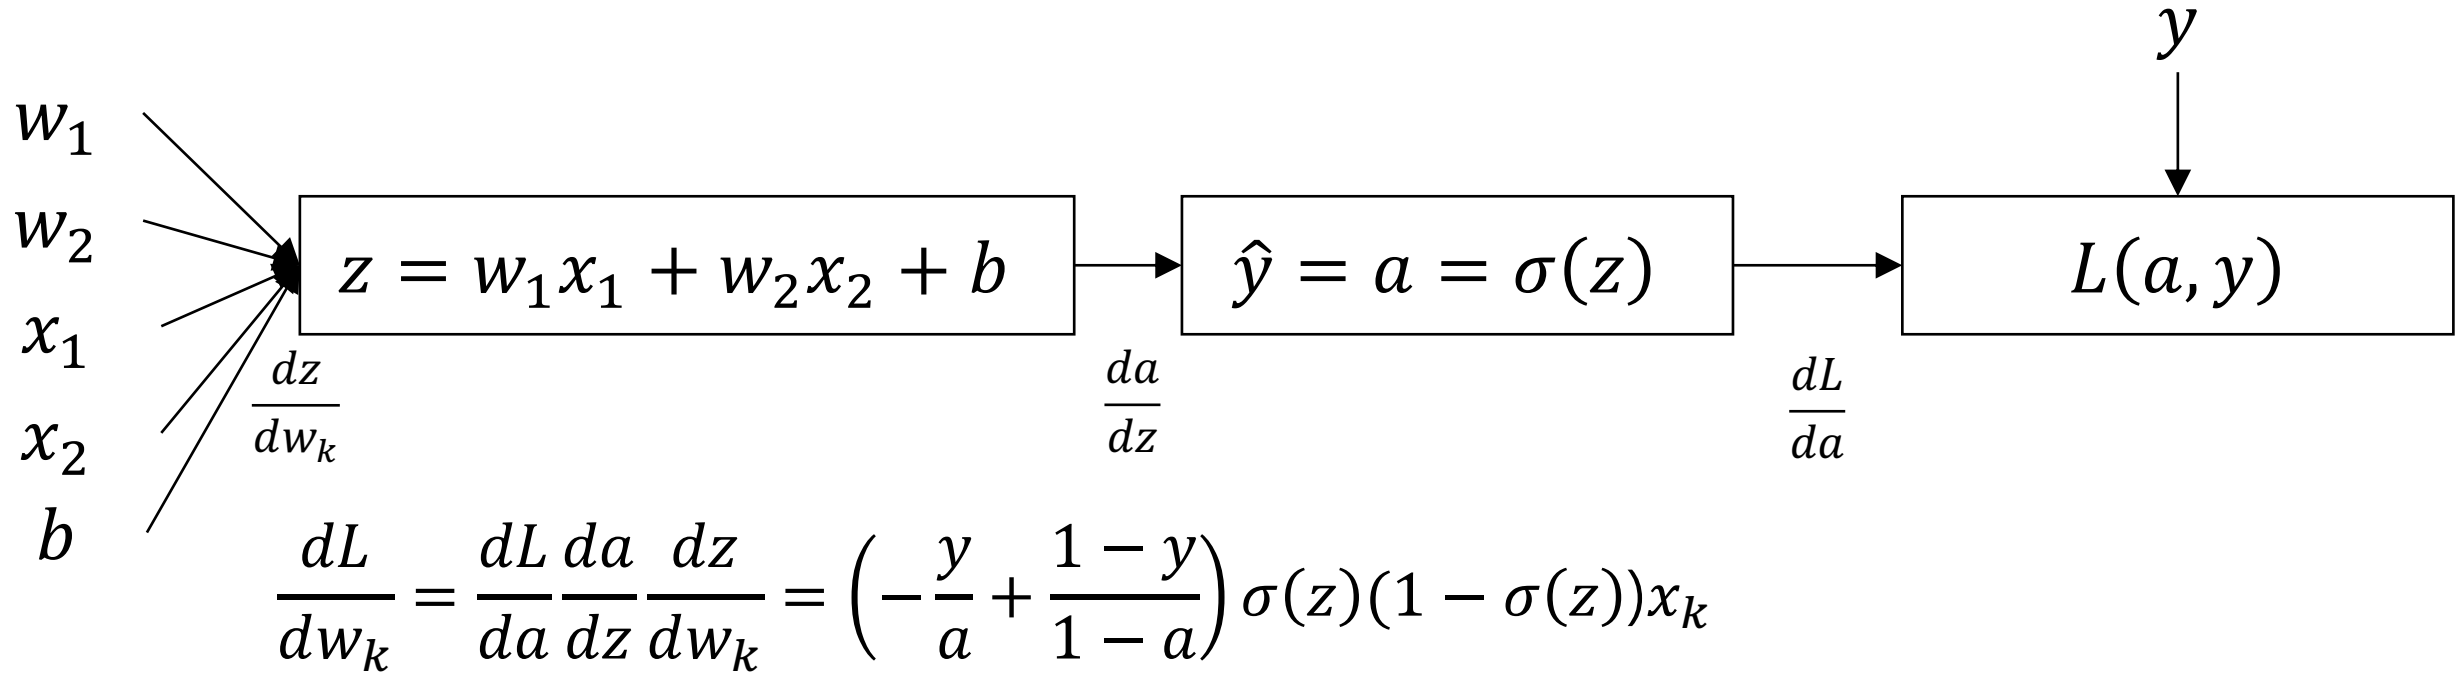 y
w₁
w₂
x₁
x₂
b
z = w₁x₁ + w₂x₂ + b
ŷ = a = σ(z)
L(a, y)
dz/dwₖ
da/dz
dL/da
dL/dwₖ = dL/da da/dz dz/dwₖ = (−y/a + (1 − y)/(1 − a)) σ(z)(1 − σ(z))xₖ